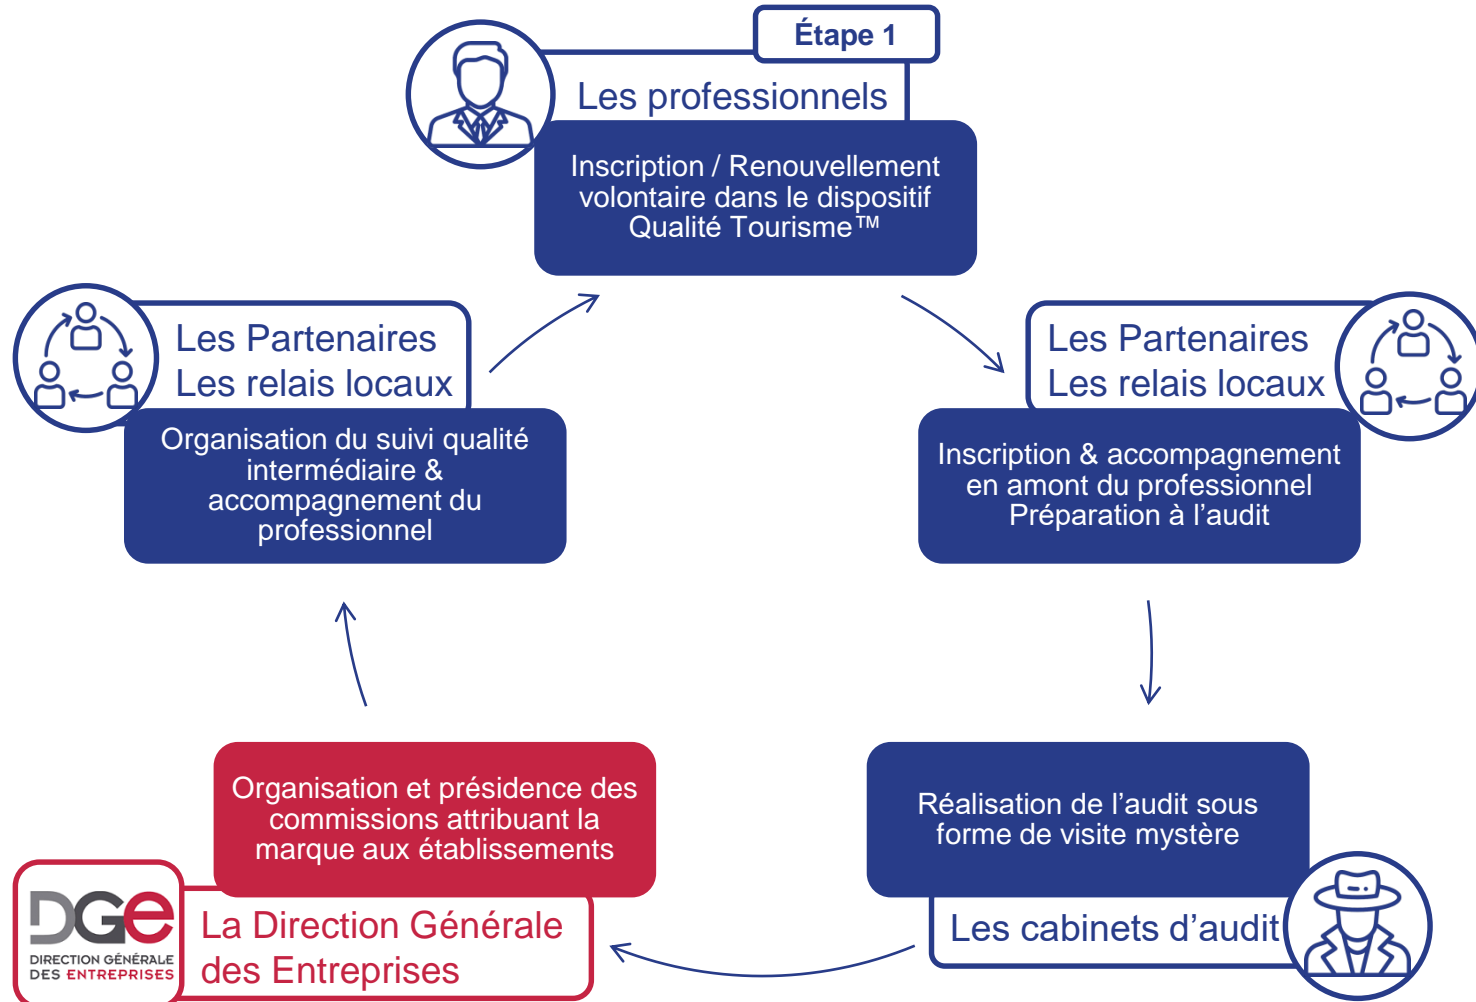 Étape 1
Les professionnels
Inscription / Renouvellement
volontaire dans le dispositif
Qualité Tourisme™
Les Partenaires
Les relais locaux
Inscription & accompagnement
en amont du professionnel
Préparation à l’audit
Réalisation de l’audit sous
forme de visite mystère
Les cabinets d’audit
Organisation et présidence des
commissions attribuant la
marque aux établissements
DGe
DIRECTION GÉNÉRALE
DES ENTREPRISES
La Direction Générale
des Entreprises
Les Partenaires
Les relais locaux
Organisation du suivi qualité
intermédiaire &
accompagnement du
professionnel